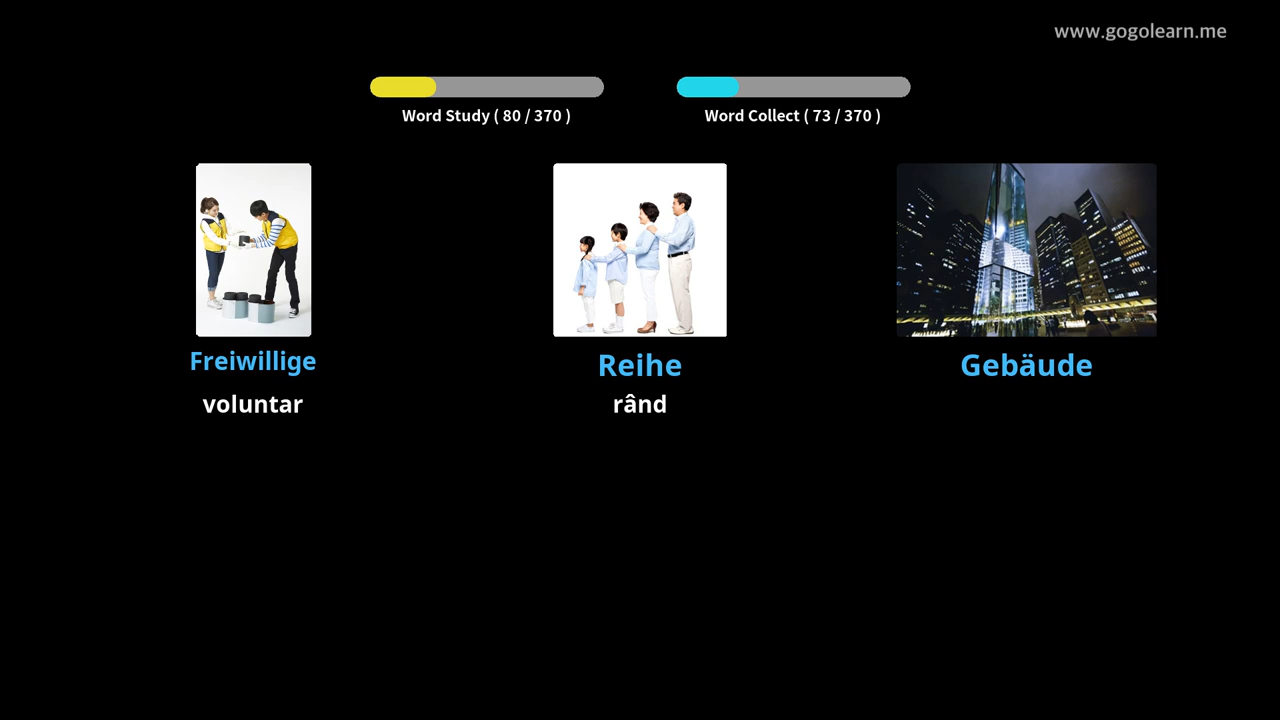 www.gogolearn.me
Word Study ( 80 / 370 )
Word Collect ( 73 / 370 )
Freiwillige
voluntar
Reihe
rând
Gebäude